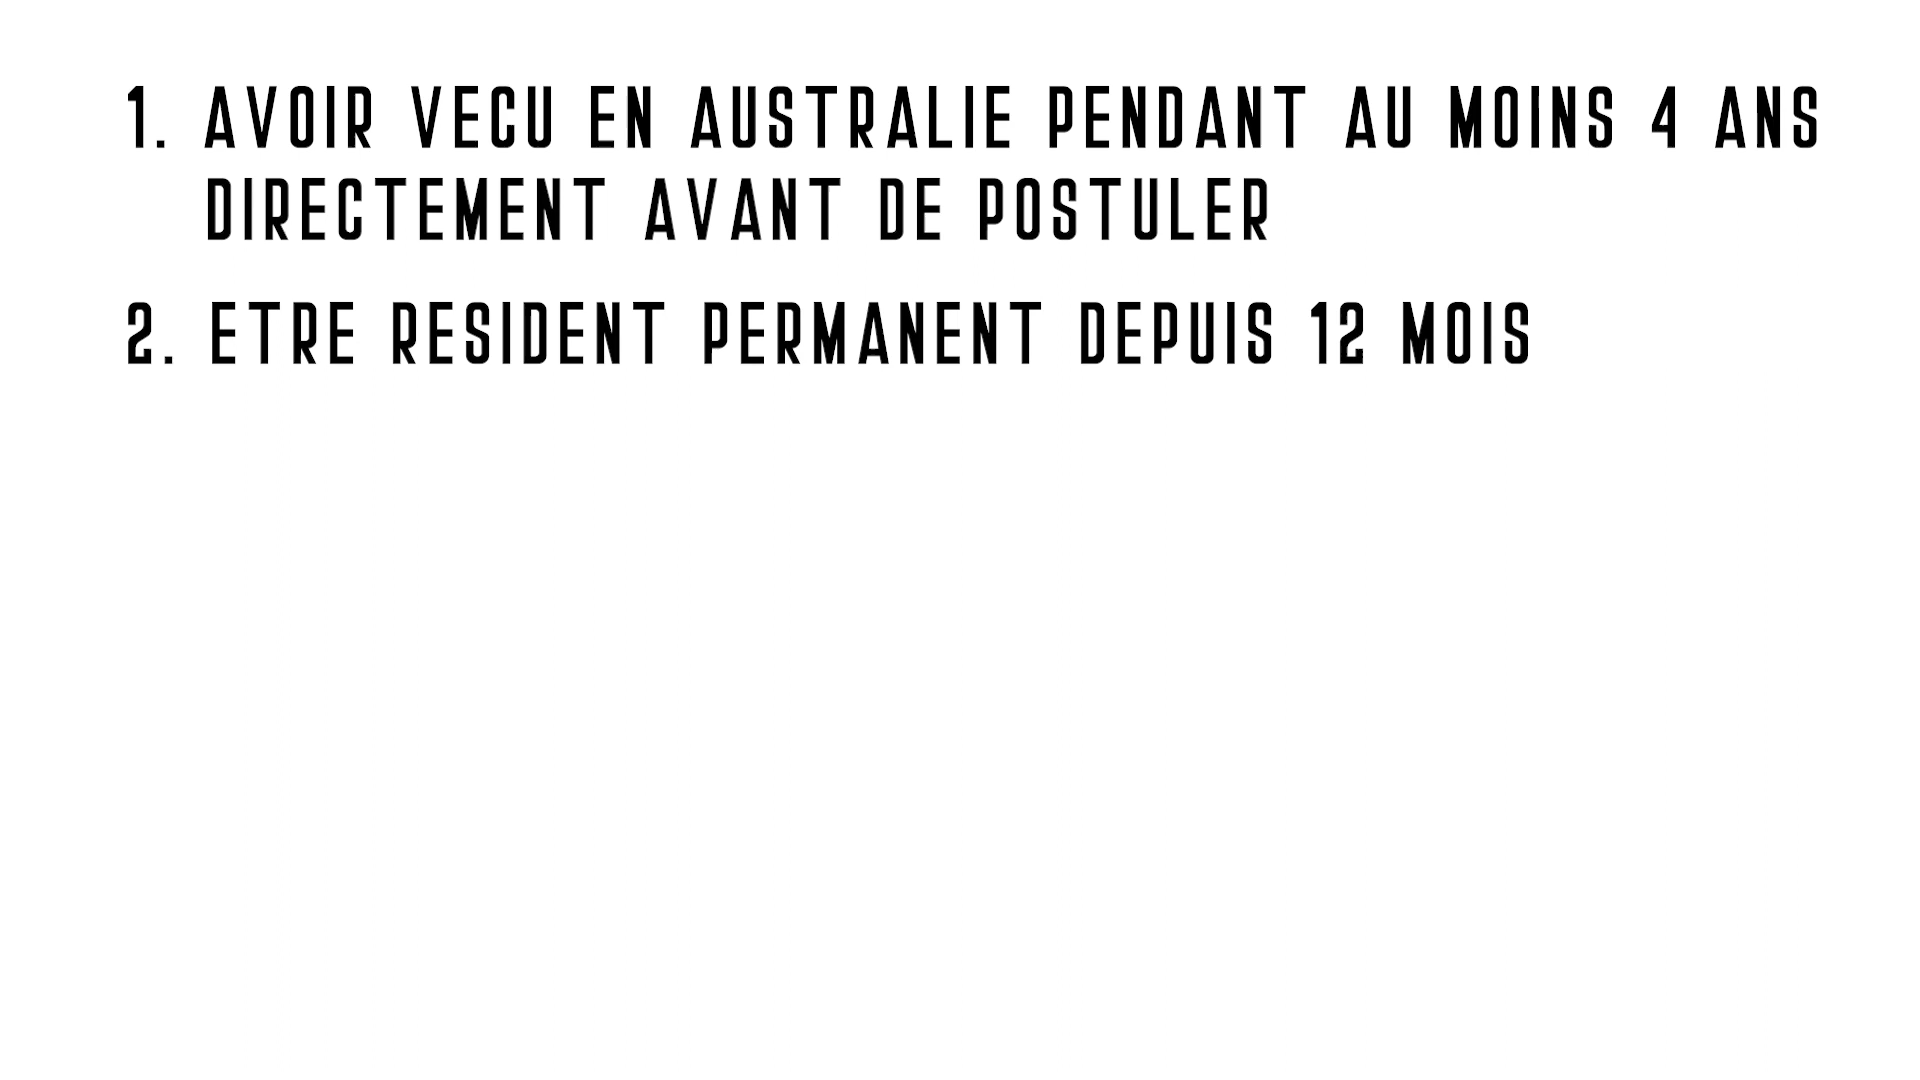 1. AVOIR VECU EN AUSTRALIE PENDANT AU MOINS 4 ANS
DIRECTEMENT AVANT DE POSTULER
2. ETRE RESIDENT PERMANENT DEPUIS 12 MOIS